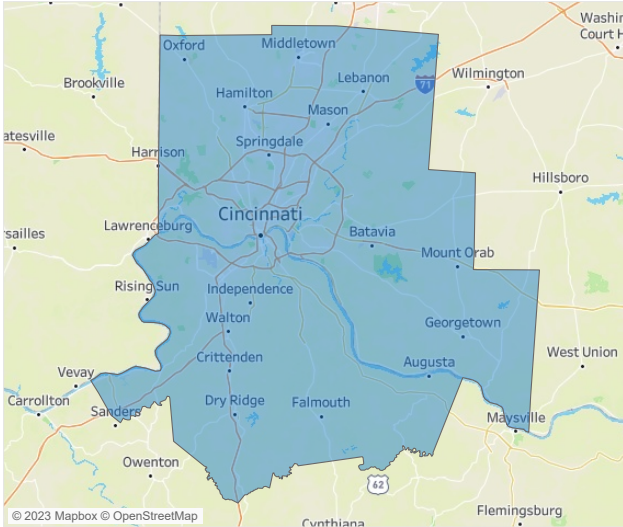 Washin
Court H
Oxford
Middletown
Brookville
Lebanon
Wilmington
71
Hamilton
Mason
atesville
Springdale
Harrison
Hillsboro
Cincinnati
Lawrenceburg
rsailles
Batavia
Mount Orab
Rising Sun
Independence
Walton
Georgetown
Crittenden
West Union
Augusta
Vevay
Carrollton
Sanders
Dry Ridge
Falmouth
Maysville
Owenton
62
Flemingsburg
© 2023 Mapbox © OpenStreetMap
Cynthiana